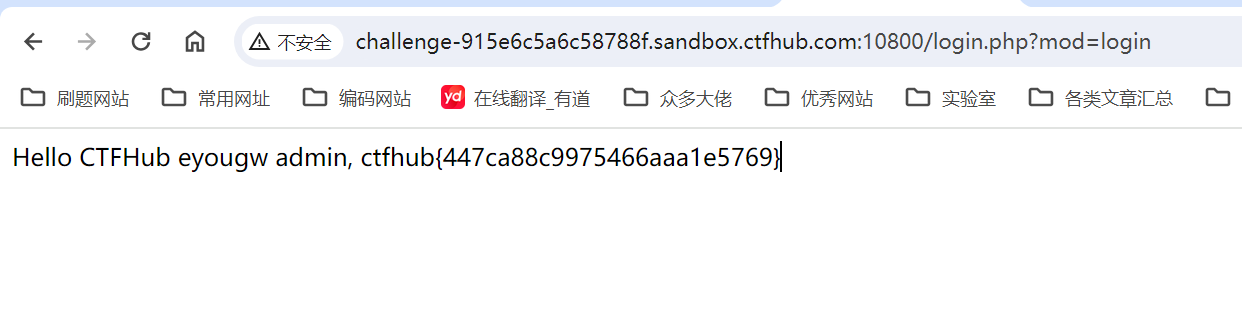 不安全 challenge-915e6c5a6c58788f.sandbox.ctfhub.com:10800/login.php?mod=login
刷题网站 常用网址 编码网站 yd 在线翻译_有道 众多大佬 优秀网站 实验室 各类文章汇总
Hello CTFHub eyougw admin, ctfhub{447ca88c9975466aaa1e5769}